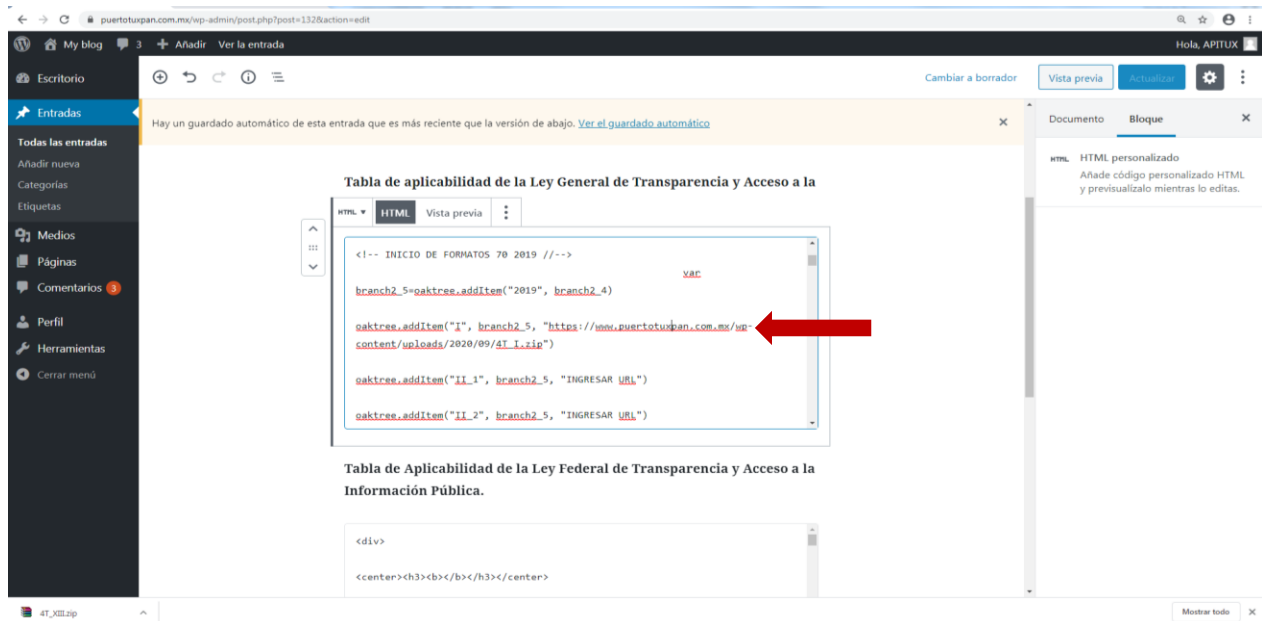 puertotuxpan.com.mx/wp-admin/post.php?post=132&action=edit
My blog 3 Añadir Ver la entrada Hola, APITUX
Escritorio
Cambiar a borrador Vista previa Actualizar
Entradas
Todas las entradas
Añadir nueva
Categorías
Etiquetas
Medios
Páginas
Comentarios 3
Perfil
Herramientas
Cerrar menú
Hay un guardado automático de esta entrada que es más reciente que la versión de abajo. Ver el guardado automático
Tabla de aplicabilidad de la Ley General de Transparencia y Acceso a la
HTML HTML Vista previa
<!-- INICIO DE FORMATOS 70 2019 //-->
var
branch2_5=oaktree.addItem("2019", branch2_4)
oaktree.addItem("I", branch2_5, "https://www.puertotuxpan.com.mx/wp-
content/uploads/2020/09/4T_I.zip")
oaktree.addItem("II_1", branch2_5, "INGRESAR URL")
oaktree.addItem("II_2", branch2_5, "INGRESAR URL")
Tabla de Aplicabilidad de la Ley Federal de Transparencia y Acceso a la
Información Pública.
<div>
<center><h3><b></b></h3></center>
Documento Bloque
HTML HTML personalizado
Añade código personalizado HTML
y previsualízalo mientras lo editas.
4T_XIII.zip Mostrar todo